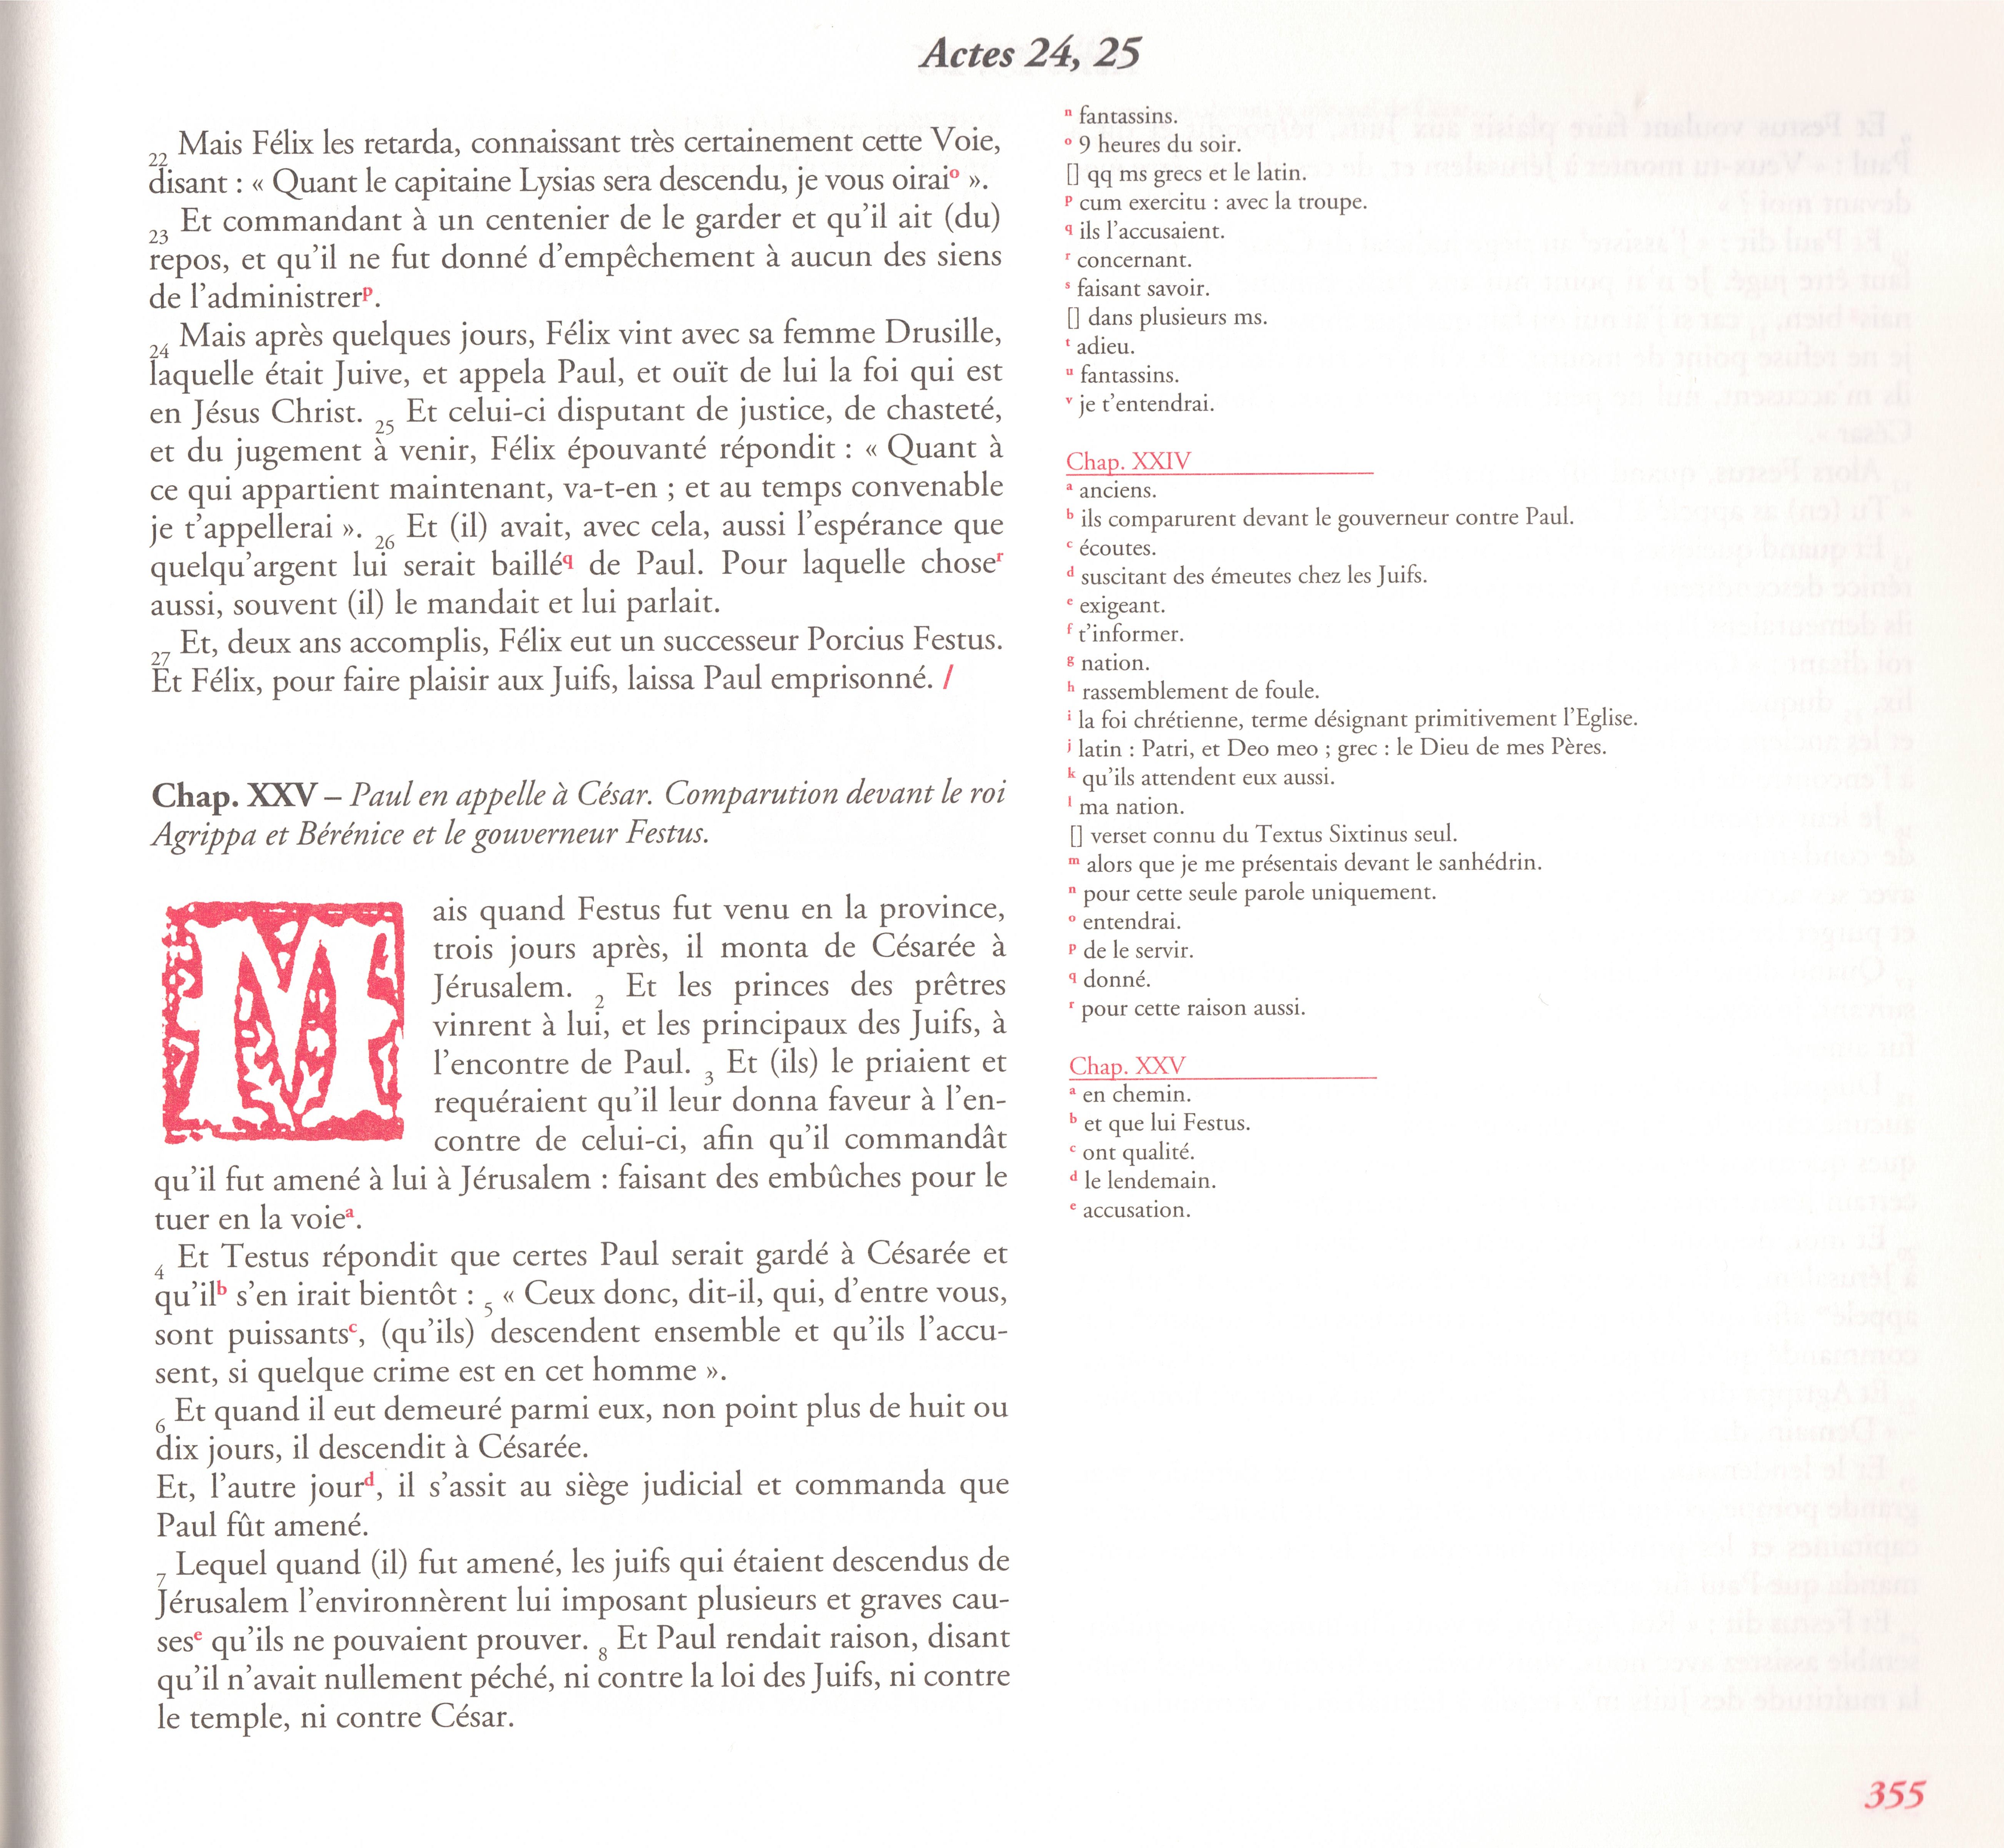 Actes 24, 25
22 Mais Félix les retarda, connaissant très certainement cette Voie,
disant : « Quant le capitaine Lysias sera descendu, je vous oiraiᵒ ».
23 Et commandant à un centenier de le garder et qu’il ait (du)
repos, et qu’il ne fut donné d’empêchement à aucun des siens
de l’administrerᵖ.
24 Mais après quelques jours, Félix vint avec sa femme Drusille,
laquelle était Juive, et appela Paul, et ouït de lui la foi qui est
en Jésus Christ. 25 Et celui-ci disputant de justice, de chasteté,
et du jugement à venir, Félix épouvanté répondit : « Quant à
ce qui appartient maintenant, va-t-en ; et au temps convenable
je t’appellerai ». 26 Et (il) avait, avec cela, aussi l’espérance que
quelqu’argent lui serait bailléq de Paul. Pour laquelle choseʳ
aussi, souvent (il) le mandait et lui parlait.
27 Et, deux ans accomplis, Félix eut un successeur Porcius Festus.
Et Félix, pour faire plaisir aux Juifs, laissa Paul emprisonné. /
Chap. XXV – Paul en appelle à César. Comparution devant le roi
Agrippa et Bérénice et le gouverneur Festus.
Mais quand Festus fut venu en la province,
trois jours après, il monta de Césarée à
Jérusalem. 2 Et les princes des prêtres
vinrent à lui, et les principaux des Juifs, à
l’encontre de Paul. 3 Et (ils) le priaient et
requéraient qu’il leur donna faveur à l’en-
contre de celui-ci, afin qu’il commandât
qu’il fut amené à lui à Jérusalem : faisant des embûches pour le
tuer en la voieᵃ.
4 Et Testus répondit que certes Paul serait gardé à Césarée et
qu’ilᵇ s’en irait bientôt : 5 « Ceux donc, dit-il, qui, d’entre vous,
sont puissantsᶜ, (qu’ils) descendent ensemble et qu’ils l’accu-
sent, si quelque crime est en cet homme ».
6 Et quand il eut demeuré parmi eux, non point plus de huit ou
dix jours, il descendit à Césarée.
Et, l’autre jourᵈ, il s’assit au siège judicial et commanda que
Paul fût amené.
7 Lequel quand (il) fut amené, les juifs qui étaient descendus de
Jérusalem l’environnèrent lui imposant plusieurs et graves cau-
sesᵉ qu’ils ne pouvaient prouver. 8 Et Paul rendait raison, disant
qu’il n’avait nullement péché, ni contre la loi des Juifs, ni contre
le temple, ni contre César.
ⁿ fantassins.
ᵒ 9 heures du soir.
[] qq ms grecs et le latin.
ᵖ cum exercitu : avec la troupe.
q ils l’accusaient.
ʳ concernant.
ˢ faisant savoir.
[] dans plusieurs ms.
ᵗ adieu.
ᵘ fantassins.
ᵛ je t’entendrai.
Chap. XXIV
ᵃ anciens.
ᵇ ils comparurent devant le gouverneur contre Paul.
ᶜ écoutes.
ᵈ suscitant des émeutes chez les Juifs.
ᵉ exigeant.
ᶠ t’informer.
ᵍ nation.
ʰ rassemblement de foule.
ⁱ la foi chrétienne, terme désignant primitivement l’Eglise.
ʲ latin : Patri, et Deo meo ; grec : le Dieu de mes Pères.
ᵏ qu’ils attendent eux aussi.
ˡ ma nation.
[] verset connu du Textus Sixtinus seul.
ᵐ alors que je me présentais devant le sanhédrin.
ⁿ pour cette seule parole uniquement.
ᵒ entendrai.
ᵖ de le servir.
q donné.
ʳ pour cette raison aussi.
Chap. XXV
ᵃ en chemin.
ᵇ et que lui Festus.
ᶜ ont qualité.
ᵈ le lendemain.
ᵉ accusation.
355